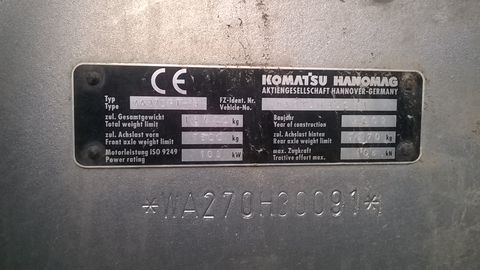 CE
KOMATSU HANOMAG
AKTIENGESELLSCHAFT HANNOVER-GERMANY
Typ
Type
FZ-Ident. Nr.
Vehicle-No.
zul. Gesamtgewicht
Total weight limit
kg
Baujahr
Year of construction
zul. Achslast vorn
Front axle weight limit
kg
zul. Achslast hinten
Rear axle weight limit
kg
Motorleistung ISO 9249
Power rating
kW
max. Zugkraft
Tractive effort max.
kN
*WA270H30091*